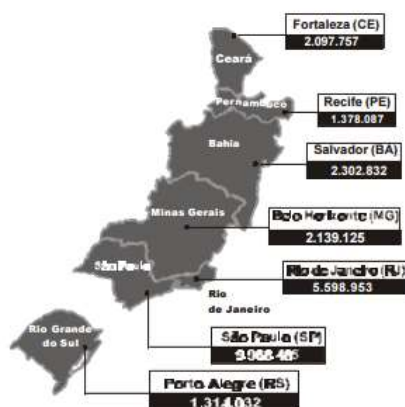 Fortaleza (CE)
2.097.757
Ceará
Pernambuco
Recife (PE)
1.378.087
Bahia
Salvador (BA)
2.302.832
Minas Gerais
Belo Horizonte (MG)
2.139.125
São Paulo
Rio de Janeiro (RJ)
5.598.953
Rio
de Janeiro
Rio Grande
do Sul
São Paulo (SP)
Porto Alegre (RS)
1.314.032